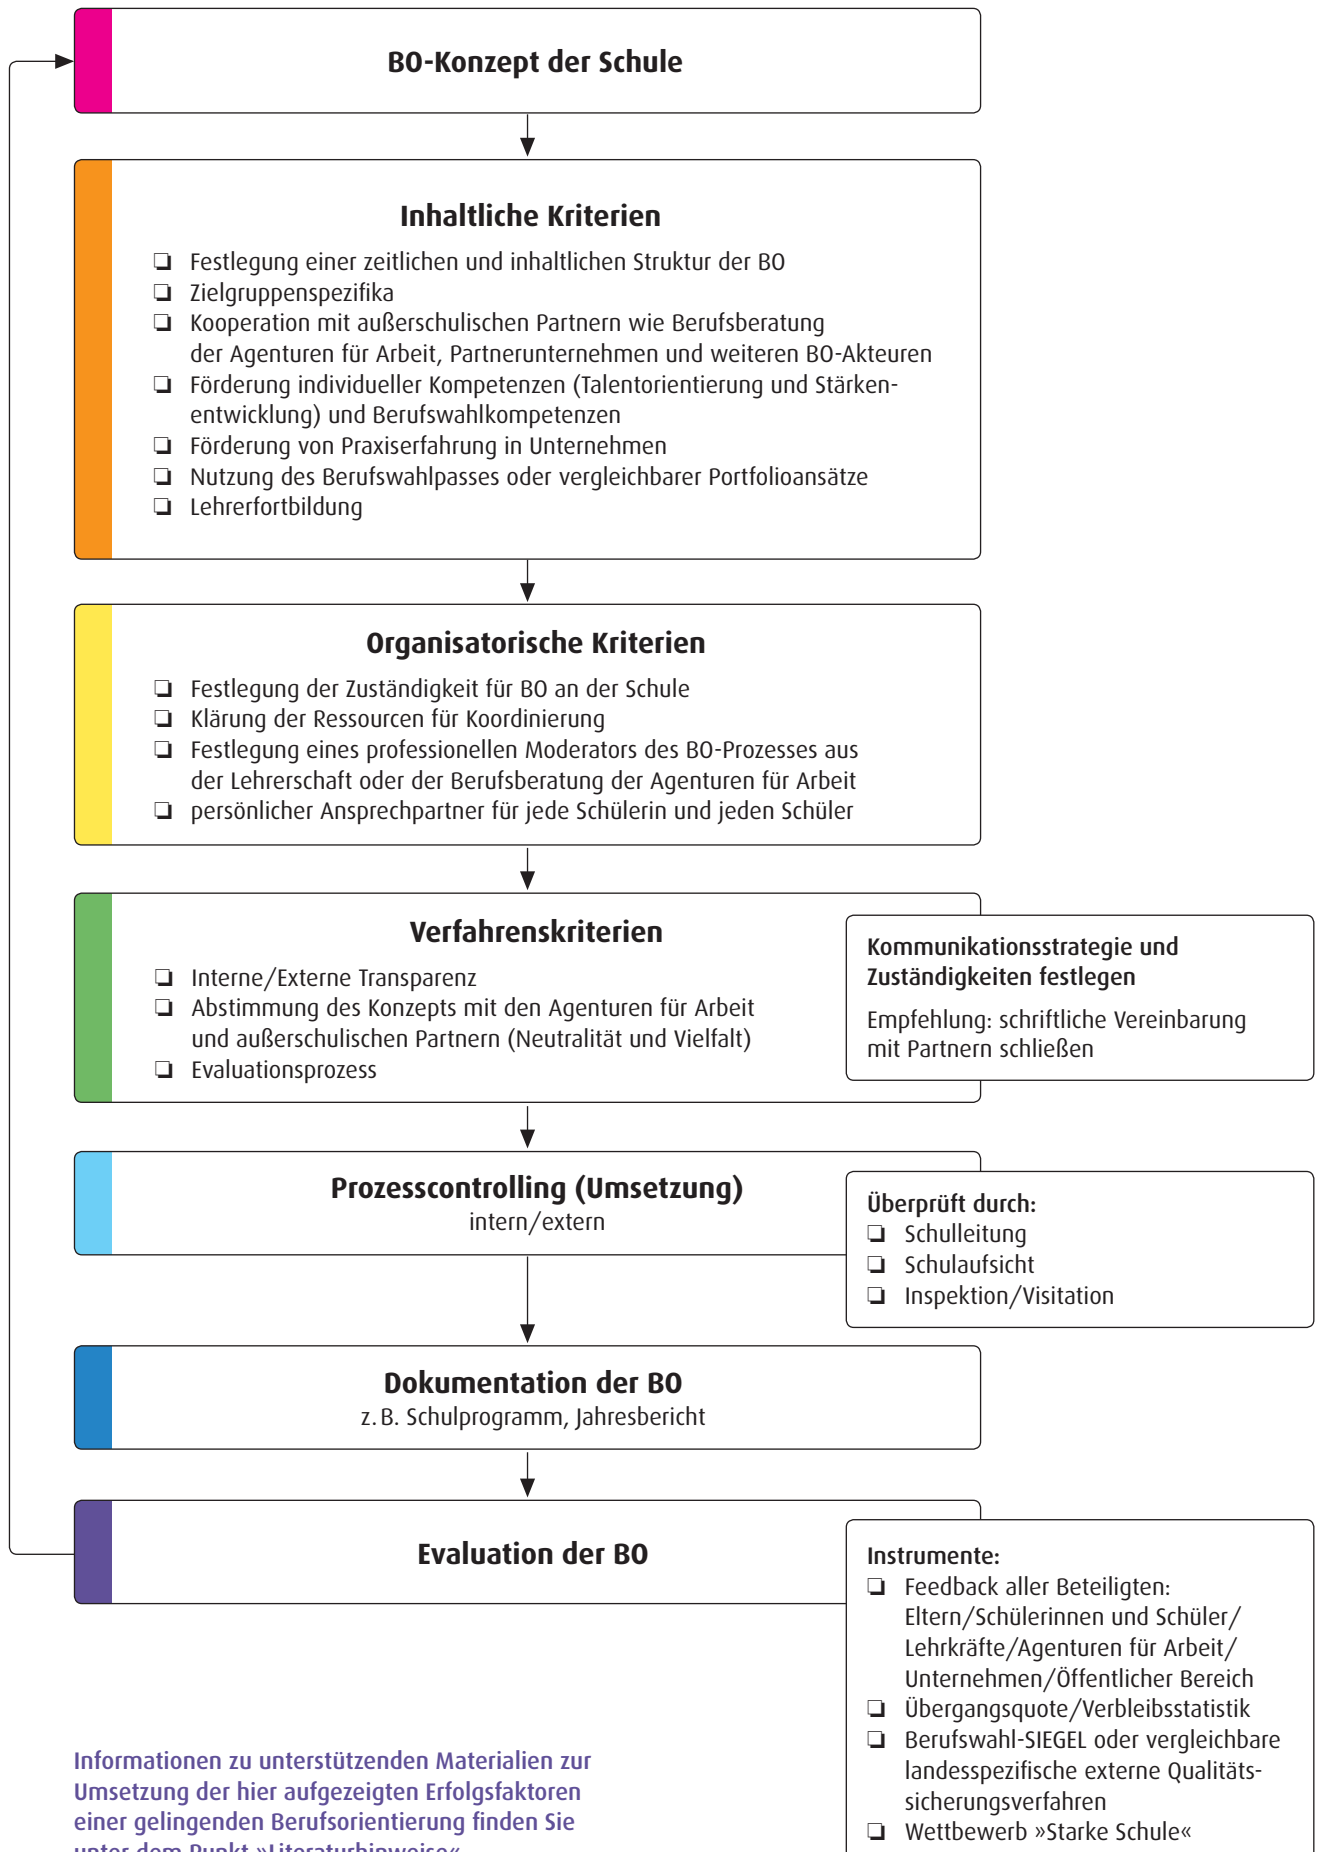 BO-Konzept der Schule
Inhaltliche Kriterien
❏ Festlegung einer zeitlichen und inhaltlichen Struktur der BO
❏ Zielgruppenspezifika
❏ Kooperation mit außerschulischen Partnern wie Berufsberatung
der Agenturen für Arbeit, Partnerunternehmen und weiteren BO-Akteuren
❏ Förderung individueller Kompetenzen (Talentorientierung und Stärken-
entwicklung) und Berufswahlkompetenzen
❏ Förderung von Praxiserfahrung in Unternehmen
❏ Nutzung des Berufswahlpasses oder vergleichbarer Portfolioansätze
❏ Lehrerfortbildung
Organisatorische Kriterien
❏ Festlegung der Zuständigkeit für BO an der Schule
❏ Klärung der Ressourcen für Koordinierung
❏ Festlegung eines professionellen Moderators des BO-Prozesses aus
der Lehrerschaft oder der Berufsberatung der Agenturen für Arbeit
❏ persönlicher Ansprechpartner für jede Schülerin und jeden Schüler
Verfahrenskriterien
❏ Interne/Externe Transparenz
❏ Abstimmung des Konzepts mit den Agenturen für Arbeit
und außerschulischen Partnern (Neutralität und Vielfalt)
❏ Evaluationsprozess
Kommunikationsstrategie und
Zuständigkeiten festlegen
Empfehlung: schriftliche Vereinbarung
mit Partnern schließen
Prozesscontrolling (Umsetzung)
intern/extern
Überprüft durch:
❏ Schulleitung
❏ Schulaufsicht
❏ Inspektion/Visitation
Dokumentation der BO
z. B. Schulprogramm, Jahresbericht
Evaluation der BO
Instrumente:
❏ Feedback aller Beteiligten:
Eltern/Schülerinnen und Schüler/
Lehrkräfte/Agenturen für Arbeit/
Unternehmen/Öffentlicher Bereich
❏ Übergangsquote/Verbleibsstatistik
❏ Berufswahl-SIEGEL oder vergleichbare
landesspezifische externe Qualitäts-
sicherungsverfahren
❏ Wettbewerb »Starke Schule«
Informationen zu unterstützenden Materialien zur
Umsetzung der hier aufgezeigten Erfolgsfaktoren
einer gelingenden Berufsorientierung finden Sie
unter dem Punkt »Literaturhinweise«